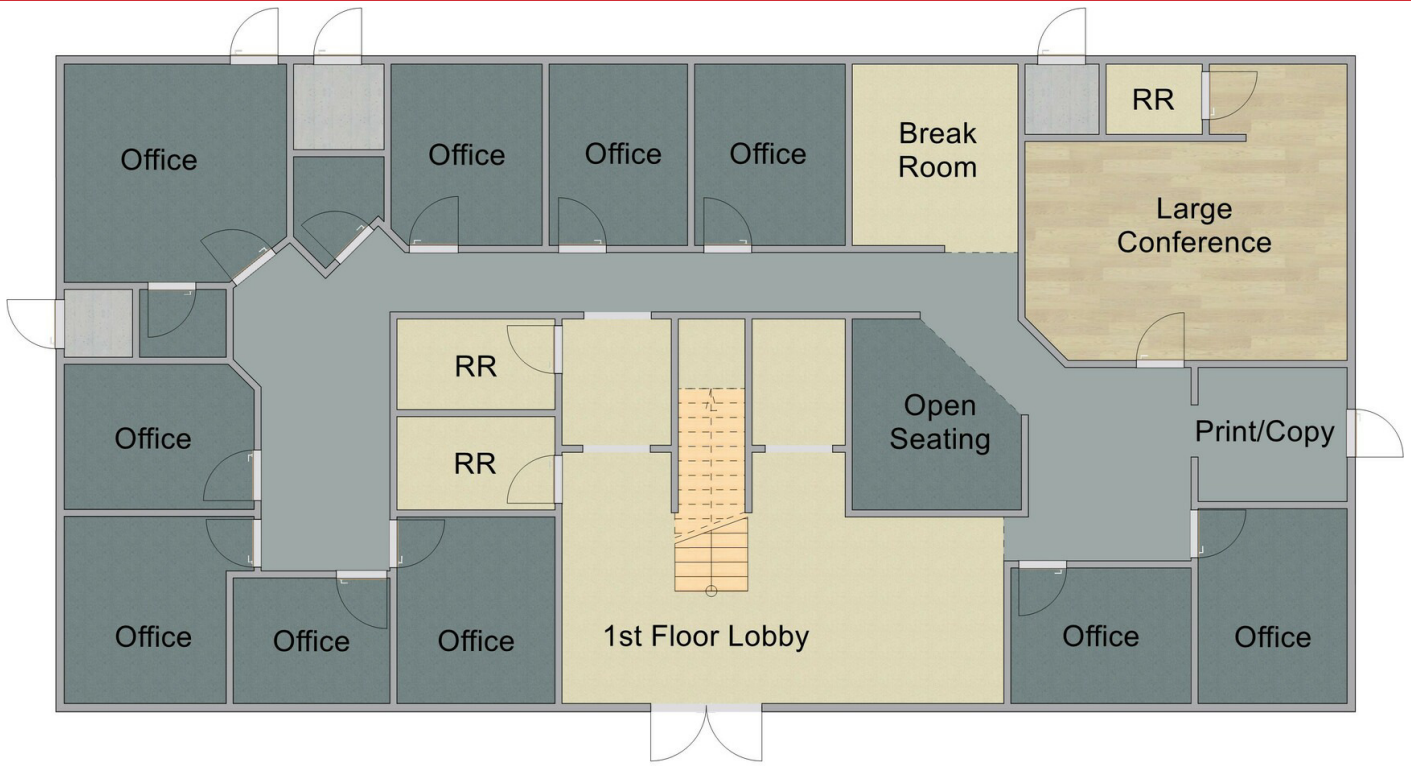 RR
Break
Room
Office
Office
Office
Office
Large
Conference
RR
Open
Seating
Print/Copy
Office
RR
Office
Office
Office
1st Floor Lobby
Office
Office
Office